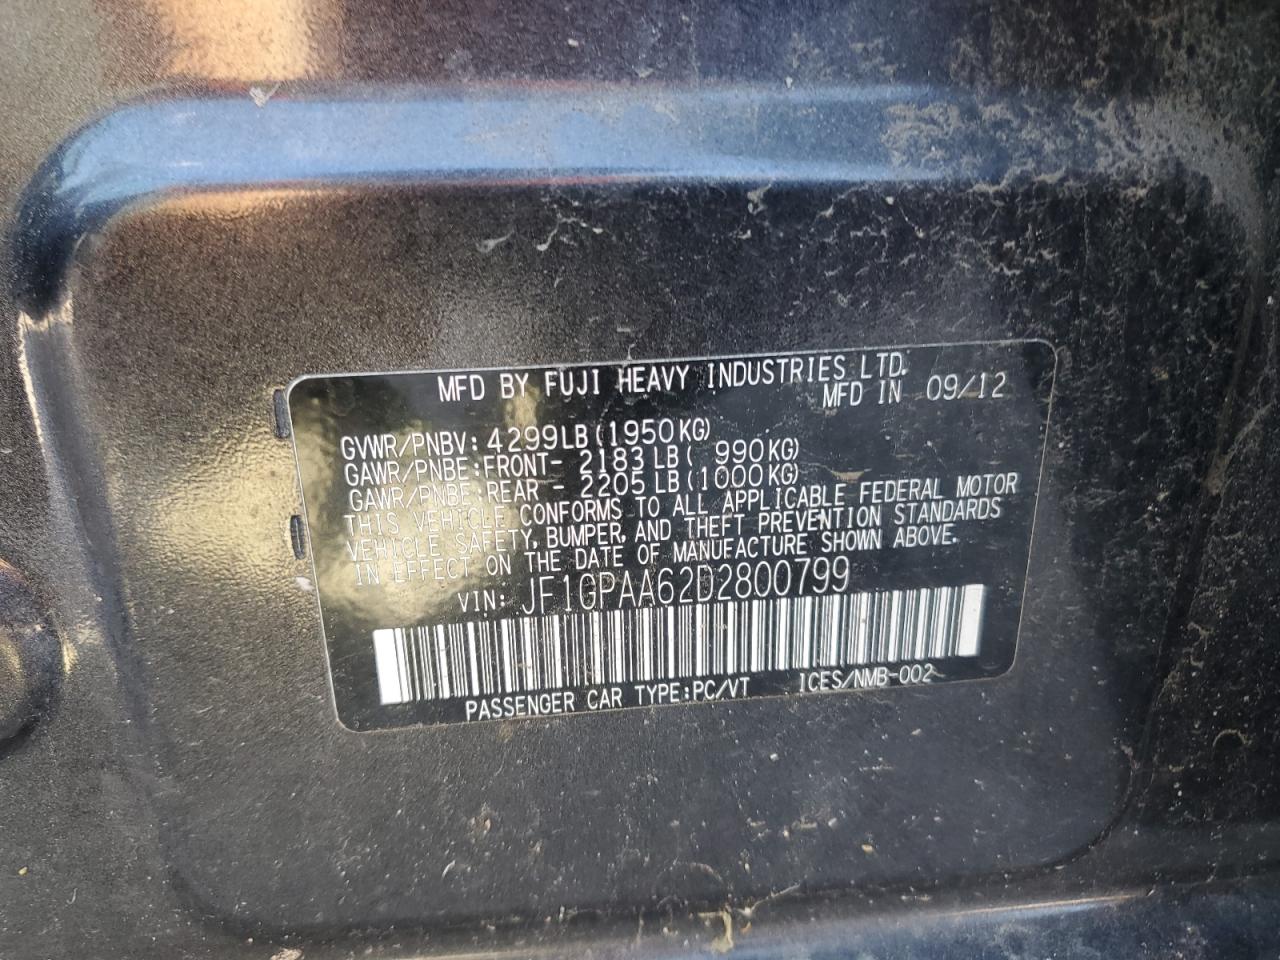 MFD BY FUJI HEAVY INDUSTRIES LTD.
MFD IN 09/12
GVWR/PNBV: 4299LB (1950KG)
GAWR/PNBE: FRONT- 2183 LB ( 990KG)
GAWR/PNBE: REAR - 2205 LB (1000KG)
THIS VEHICLE CONFORMS TO ALL APPLICABLE FEDERAL MOTOR
VEHICLE SAFETY, BUMPER, AND THEFT PREVENTION STANDARDS
IN EFFECT ON THE DATE OF MANUFACTURE SHOWN ABOVE.
VIN: JF1GPAA62D2800799
PASSENGER CAR TYPE: PC/VT ICES/NMB-002